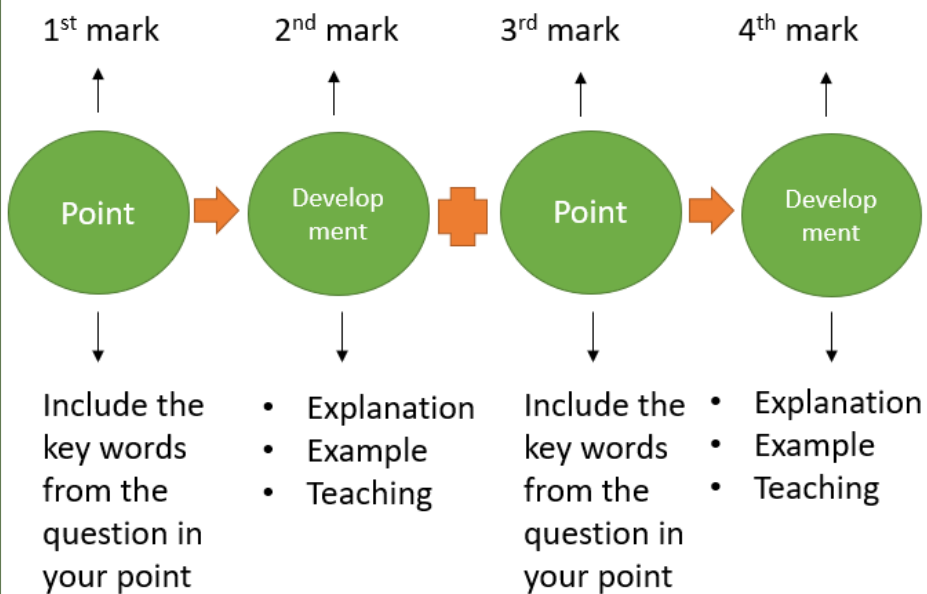 1st mark
2nd mark
3rd mark
4th mark
Point
Develop
ment
Point
Develop
ment
Include the
key words
from the
question in
your point
• Explanation
• Example
• Teaching
Include the
key words
from the
question in
your point
• Explanation
• Example
• Teaching